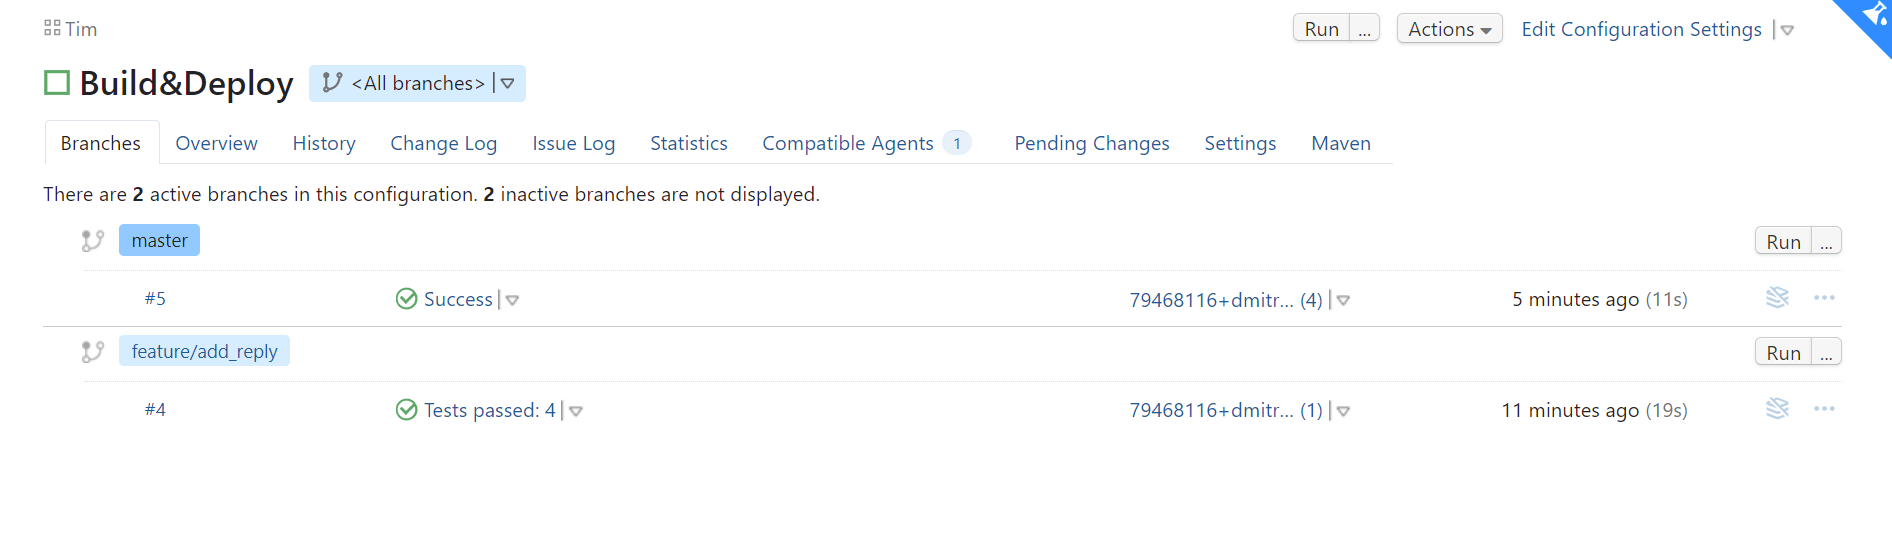 Tim Run ... Actions Edit Configuration Settings
Build&Deploy <All branches>
Branches Overview History Change Log Issue Log Statistics Compatible Agents 1 Pending Changes Settings Maven
There are 2 active branches in this configuration. 2 inactive branches are not displayed.
master Run ...
#5 Success 79468116+dmitr... (4) 5 minutes ago (11s)
feature/add_reply Run ...
#4 Tests passed: 4 79468116+dmitr... (1) 11 minutes ago (19s)